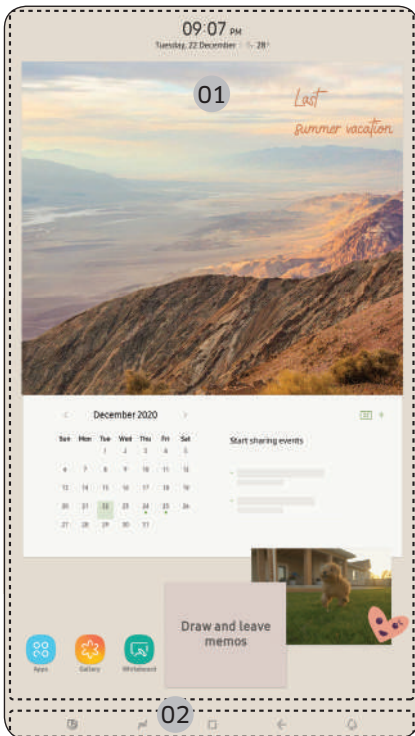 09:07 PM
Tuesday, 22 December 28°
01
Last
summer vacation
December 2020
Sun Mon Tue Wed Thu Fri Sat
1 2 3 4 5
6 7 8 9 10 11 12
13 14 15 16 17 18 19
20 21 22 23 24 25 26
27 28 29 30 31
22
Start sharing events
Draw and leave
memos
Apps Gallery Whiteboard
02